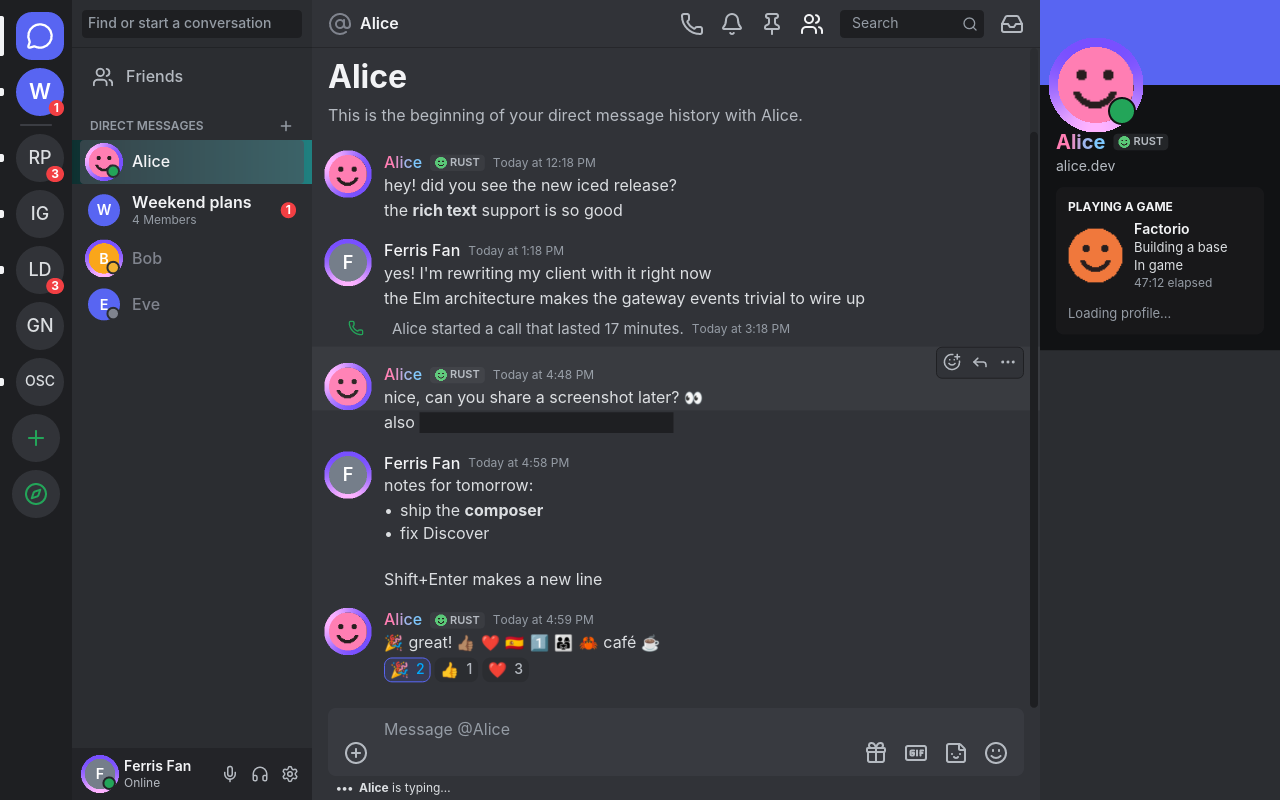 Find or start a conversation
Alice
Search
W
1
Friends
DIRECT MESSAGES
RP
3
Alice
IG
W
Weekend plans
4 Members
1
LD
3
B
Bob
GN
E
Eve
OSC
F
Ferris Fan
Online
Alice
This is the beginning of your direct message history with Alice.
Alice RUST Today at 12:18 PM
hey! did you see the new iced release?
the rich text support is so good
F
Ferris Fan Today at 1:18 PM
yes! I'm rewriting my client with it right now
the Elm architecture makes the gateway events trivial to wire up
Alice started a call that lasted 17 minutes. Today at 3:18 PM
Alice RUST Today at 4:48 PM
nice, can you share a screenshot later? 👀
also
F
Ferris Fan Today at 4:58 PM
notes for tomorrow:
• ship the composer
• fix Discover
Shift+Enter makes a new line
Alice RUST Today at 4:59 PM
🎉 great! 👍🏽 ❤️ 🇪🇸 1️⃣ 👨‍👩‍👧 🦀 café ☕
🎉 2 👍 1 ❤️ 3
Message @Alice
GIF
Alice is typing...
Alice RUST
alice.dev
PLAYING A GAME
Factorio
Building a base
In game
47:12 elapsed
Loading profile...